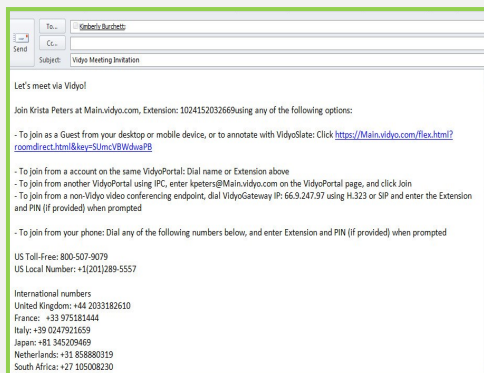 To...
Kimberly Burchett;
Send
Cc...
Subject:
Vidyo Meeting Invitation
Let's meet via Vidyo!
Join Krista Peters at Main.vidyo.com, Extension: 1024152032669using any of the following options:
- To join as a Guest from your desktop or mobile device, or to annotate with VidyoSlate: Click https://Main.vidyo.com/flex.html?
roomdirect.html&key=SUmcVBWdwaPB
- To join from a account on the same VidyoPortal: Dial name or Extension above
- To join from another VidyoPortal using IPC, enter kpeters@Main.vidyo.com on the VidyoPortal page, and click Join
- To join from a non-Vidyo video conferencing endpoint, dial VidyoGateway IP: 66.9.247.97 using H.323 or SIP and enter the Extension
and PIN (if provided) when prompted
- To join from your phone: Dial any of the following numbers below, and enter Extension and PIN (if provided) when prompted
US Toll-Free: 800-507-9079
US Local Number: +1(201)289-5557
International numbers
United Kingdom: +44 2033182610
France: +33 975181444
Italy: +39 0247921659
Japan: +81 345209469
Netherlands: +31 858880319
South Africa: +27 105008230